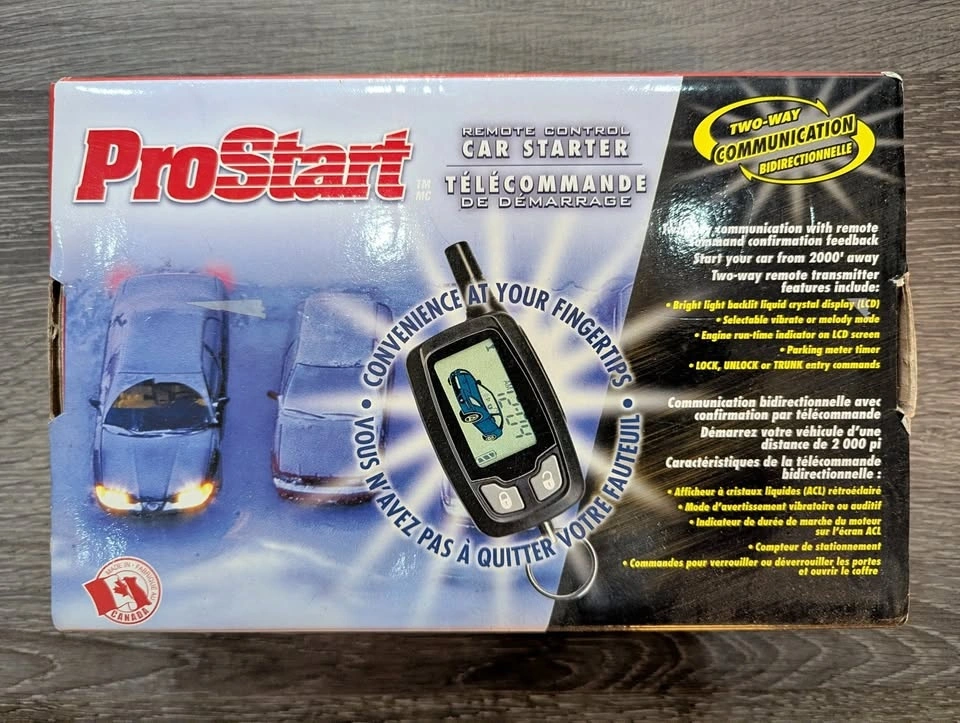 ProStart
TM
MC
REMOTE CONTROL
CAR STARTER
TÉLÉCOMMANDE
DE DÉMARRAGE
TWO-WAY
COMMUNICATION
BIDIRECTIONNELLE
Two-way communication with remote
command confirmation feedback
Start your car from 2000' away
Two-way remote transmitter
features include:
• Bright light backlit liquid crystal display (LCD)
• Selectable vibrate or melody mode
• Engine run-time indicator on LCD screen
• Parking meter timer
• LOCK, UNLOCK or TRUNK entry commands
Communication bidirectionnelle avec
confirmation par télécommande
Démarrez votre véhicule d'une
distance de 2 000 pi
Caractéristiques de la télécommande
bidirectionnelle :
• Afficheur à cristaux liquides (ACL) rétroéclairé
• Mode d'avertissement vibratoire ou auditif
• Indicateur de durée de marche du moteur
sur l'écran ACL
• Compteur de stationnement
• Commandes pour verrouiller ou déverrouiller les portes
et ouvrir le coffre
• CONVENIENCE AT YOUR FINGERTIPS •
VOUS N'AVEZ PAS À QUITTER VOTRE FAUTEUIL
MADE IN • FABRIQUÉ AU
CANADA